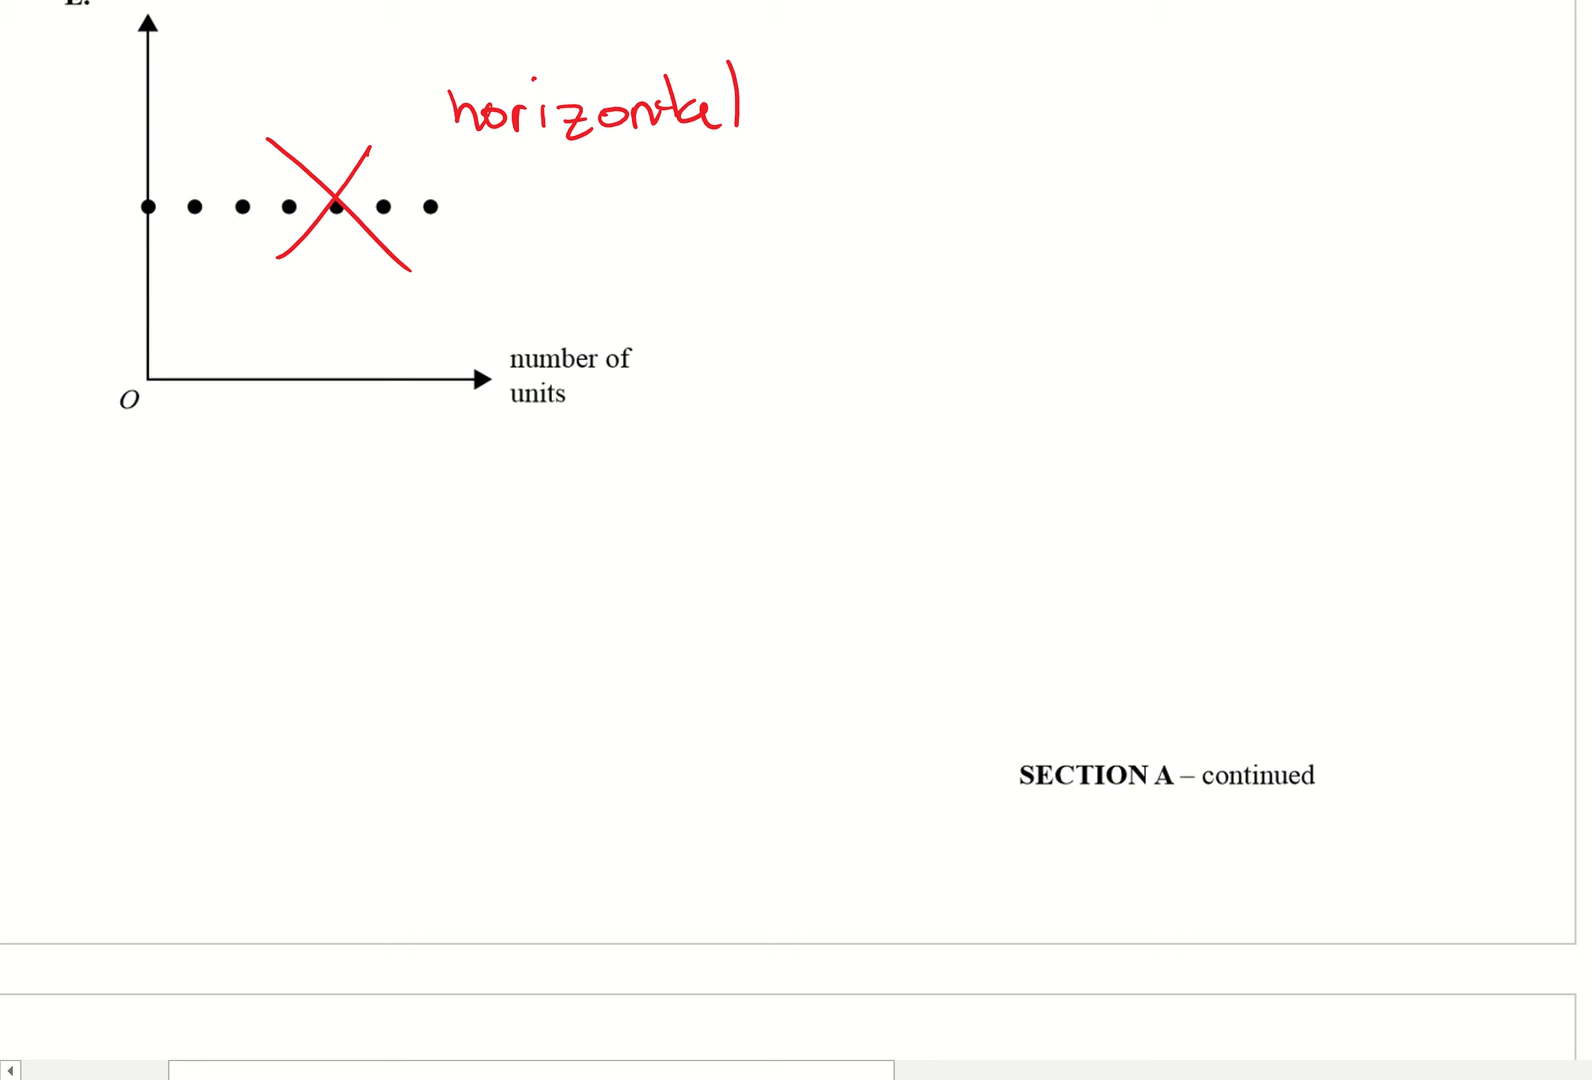 E.
horizontal
number of
units
O
SECTION A – continued